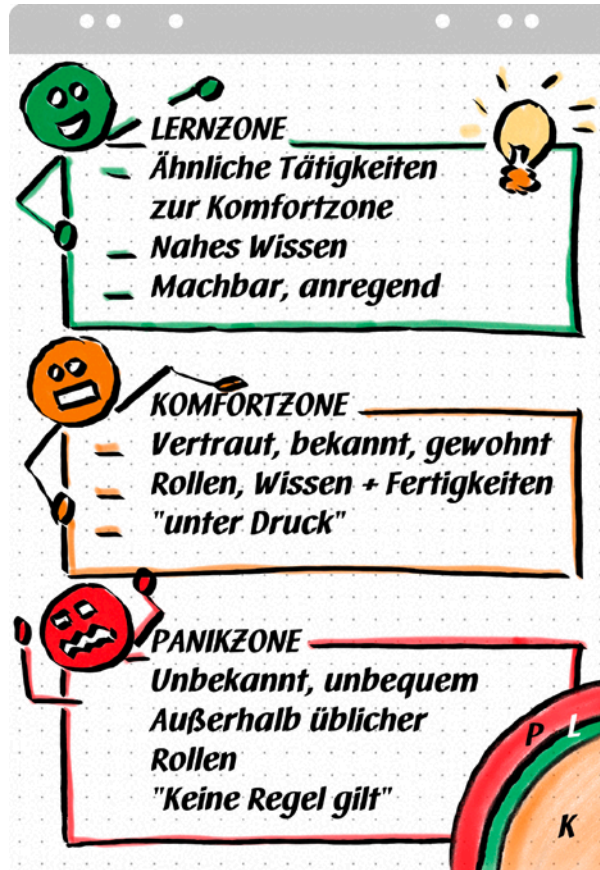 LERNZONE
Ähnliche Tätigkeiten
zur Komfortzone
Nahes Wissen
Machbar, anregend
KOMFORTZONE
Vertraut, bekannt, gewohnt
Rollen, Wissen + Fertigkeiten
"unter Druck"
PANIKZONE
Unbekannt, unbequem
Außerhalb üblicher
Rollen
"Keine Regel gilt"
P L
K